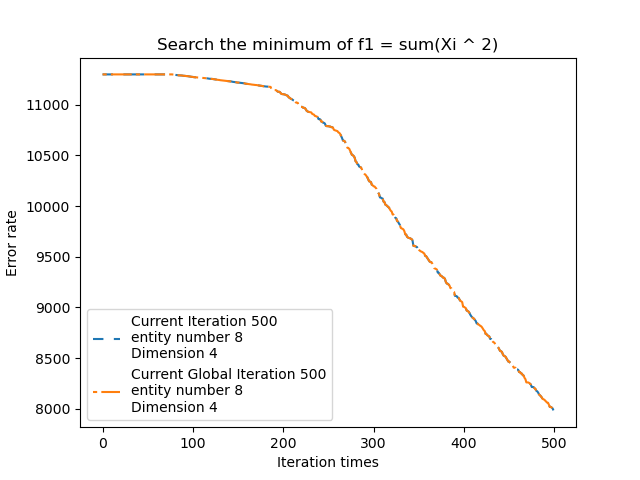 Search the minimum of f1 = sum(Xi ^ 2)
11000
10500
10000
9500
9000
8500
8000
Error rate
Current Iteration 500
entity number 8
Dimension 4
Current Global Iteration 500
entity number 8
Dimension 4
0 100 200 300 400 500
Iteration times